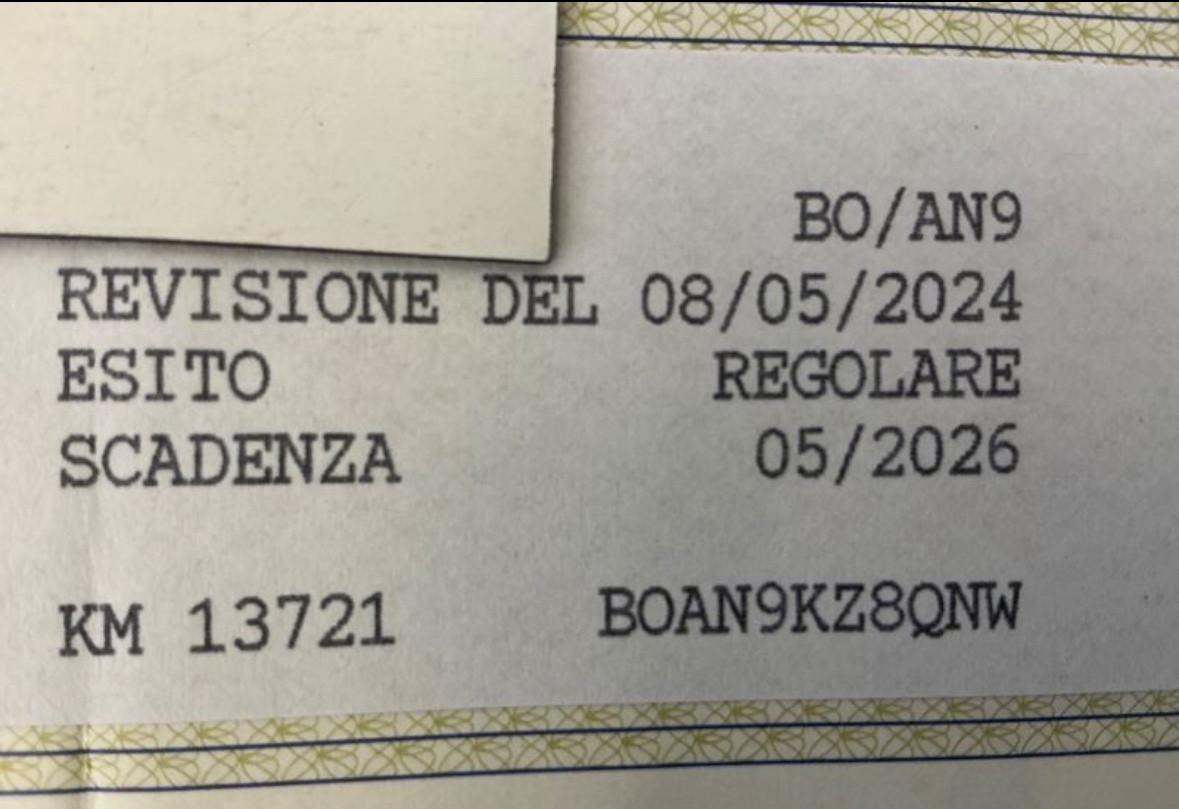 BO/AN9
REVISIONE DEL 08/05/2024
ESITO REGOLARE
SCADENZA 05/2026
KM 13721 BOAN9KZ8QNW